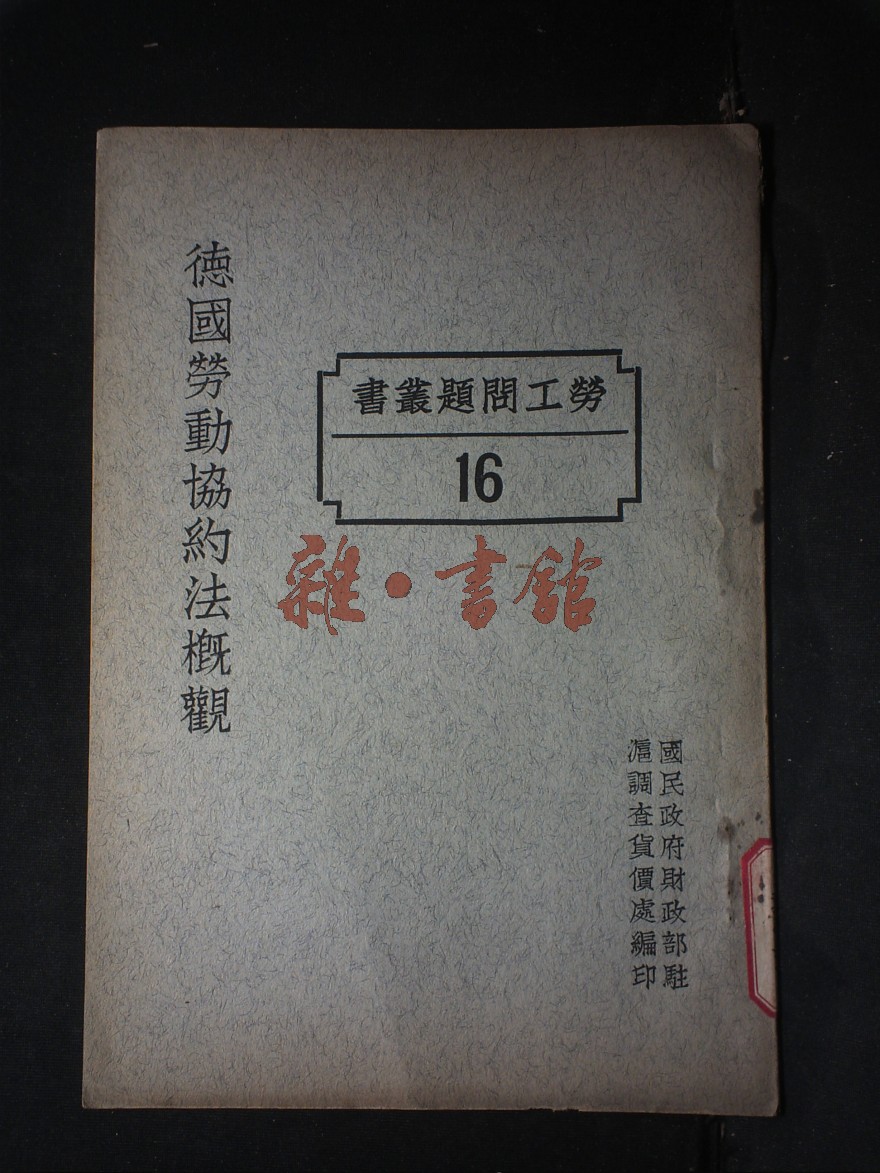 勞工問題叢書
16
德國勞動協約法概觀
雜·書館
國民政府財政部駐
滬調查貨價處編印